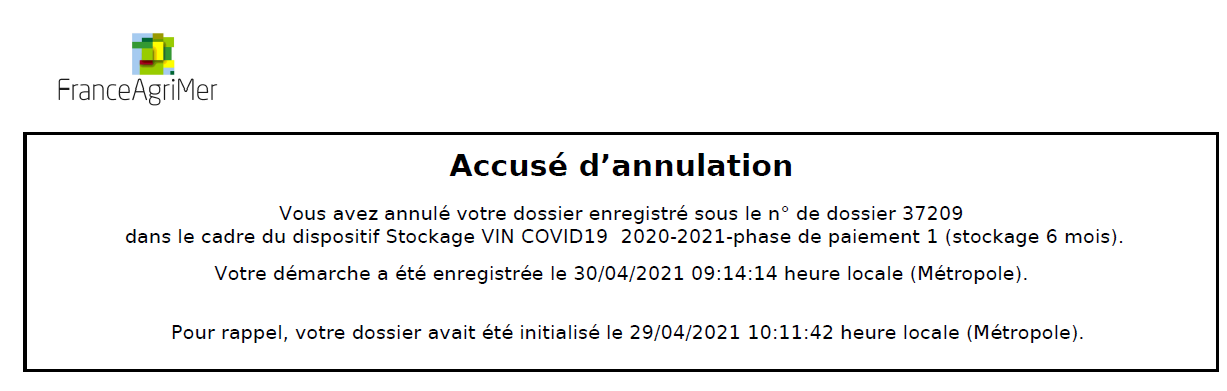 FranceAgriMer
Accusé d’annulation
Vous avez annulé votre dossier enregistré sous le n° de dossier 37209
dans le cadre du dispositif Stockage VIN COVID19  2020-2021-phase de paiement 1 (stockage 6 mois).
Votre démarche a été enregistrée le 30/04/2021 09:14:14 heure locale (Métropole).
Pour rappel, votre dossier avait été initialisé le 29/04/2021 10:11:42 heure locale (Métropole).